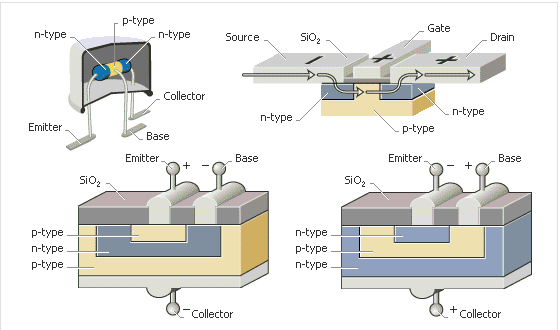 p-type
n-type
n-type
Collector
Emitter
Base
Gate
Source
SiO2
Drain
−
+
+
n-type
n-type
p-type
Emitter
+
−
Base
SiO2
p-type
n-type
p-type
−
Collector
Emitter
−
+
Base
SiO2
n-type
p-type
n-type
+
Collector